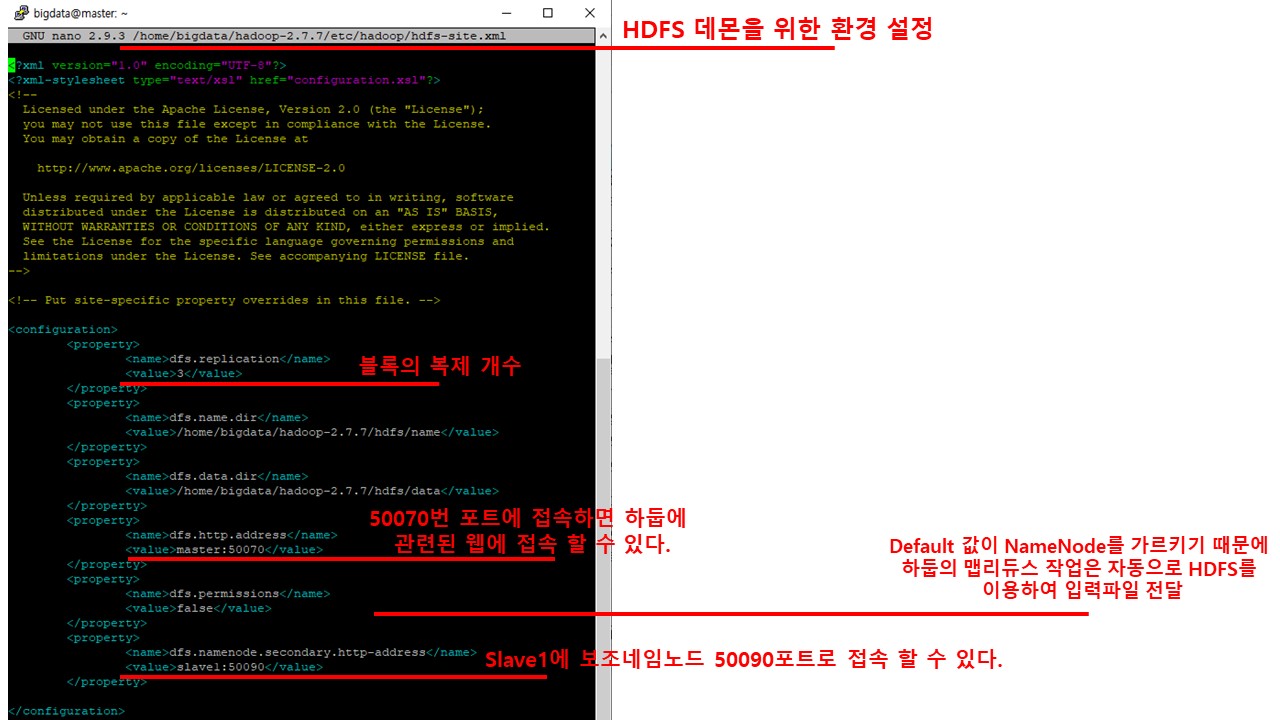 bigdata@master: ~
HDFS 데몬을 위한 환경 설정
GNU nano 2.9.3 /home/bigdata/hadoop-2.7.7/etc/hadoop/hdfs-site.xml
<?xml version="1.0" encoding="UTF-8"?>
<?xml-stylesheet type="text/xsl" href="configuration.xsl"?>
<!--
Licensed under the Apache License, Version 2.0 (the "License");
you may not use this file except in compliance with the License.
You may obtain a copy of the License at
http://www.apache.org/licenses/LICENSE-2.0
Unless required by applicable law or agreed to in writing, software
distributed under the License is distributed on an "AS IS" BASIS,
WITHOUT WARRANTIES OR CONDITIONS OF ANY KIND, either express or implied.
See the License for the specific language governing permissions and
limitations under the License. See accompanying LICENSE file.
-->
<!-- Put site-specific property overrides in this file. -->
<configuration>
<property>
<name>dfs.replication</name>
<value>3</value>
블록의 복제 개수
</property>
<property>
<name>dfs.name.dir</name>
<value>/home/bigdata/hadoop-2.7.7/hdfs/name</value>
</property>
<property>
<name>dfs.data.dir</name>
<value>/home/bigdata/hadoop-2.7.7/hdfs/data</value>
</property>
<property>
<name>dfs.http.address</name>
<value>master:50070</value>
50070번 포트에 접속하면 하둡에
관련된 웹에 접속 할 수 있다.
</property>
<property>
<name>dfs.permissions</name>
<value>false</value>
Default 값이 NameNode를 가르키기 때문에
하둡의 맵리듀스 작업은 자동으로 HDFS를
이용하여 입력파일 전달
</property>
<property>
<name>dfs.namenode.secondary.http-address</name>
<value>slave1:50090</value>
Slave1에 보조네임노드 50090포트로 접속 할 수 있다.
</property>
</configuration>